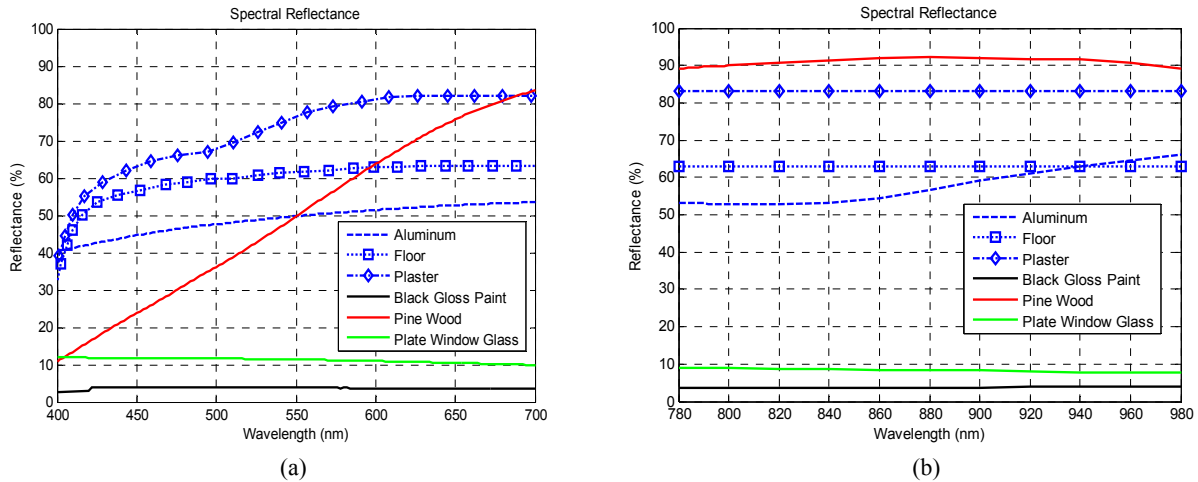 Spectral Reflectance
100
90
80
70
60
50
40
30
20
10
0
Reflectance (%)
Aluminum
Floor
Plaster
Black Gloss Paint
Pine Wood
Plate Window Glass
400 450 500 550 600 650 700
Wavelength (nm)
(a)
Spectral Reflectance
100
90
80
70
60
50
40
30
20
10
0
Reflectance (%)
Aluminum
Floor
Plaster
Black Gloss Paint
Pine Wood
Plate Window Glass
780 800 820 840 860 880 900 920 940 960 980
Wavelength (nm)
(b)